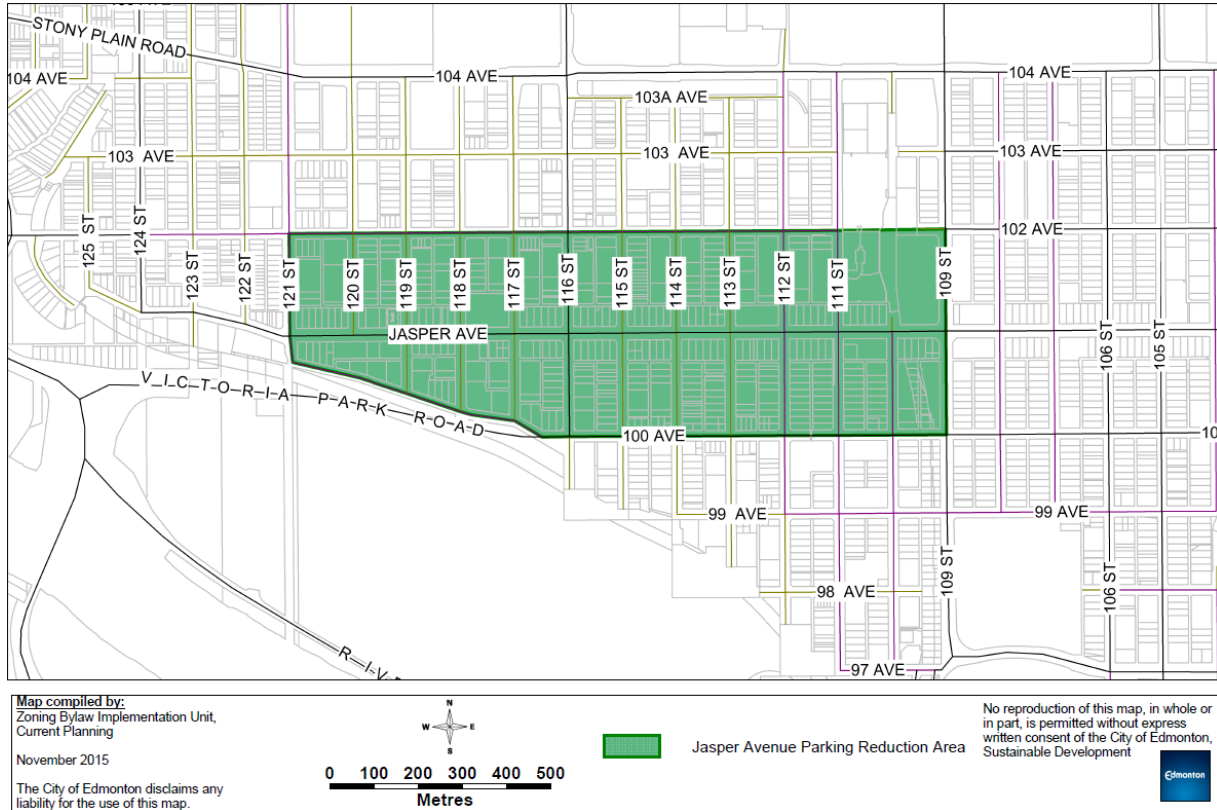 STONY PLAIN ROAD
104 AVE
104 AVE
104 AVE
103A AVE
103 AVE
103 AVE
103 AVE
102 AVE
125 ST
124 ST
123 ST
122 ST
121 ST
120 ST
119 ST
118 ST
117 ST
116 ST
115 ST
114 ST
113 ST
112 ST
111 ST
109 ST
106 ST
105 ST
JASPER AVE
VICTORIA PARK ROAD
100 AVE
10
99 AVE
99 AVE
98 AVE
109 ST
106 ST
97 AVE
Map compiled by:
Zoning Bylaw Implementation Unit,
Current Planning
November 2015
The City of Edmonton disclaims any
liability for the use of this map.
N
W E
S
0 100 200 300 400 500
Metres
Jasper Avenue Parking Reduction Area
No reproduction of this map, in whole or
in part, is permitted without express
written consent of the City of Edmonton,
Sustainable Development
Edmonton